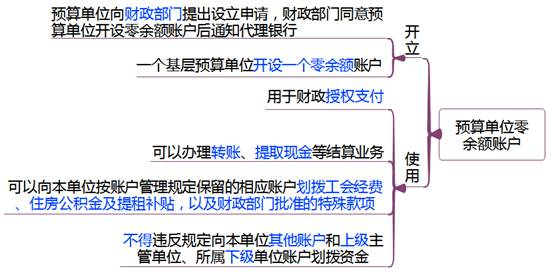 预算单位向财政部门提出设立申请，财政部门同意预
算单位开设零余额账户后通知代理银行
开立
一个基层预算单位开设一个零余额账户
用于财政授权支付
预算单位零
余额账户
可以办理转账、提取现金等结算业务
使用
可以向本单位按账户管理规定保留的相应账户划拨工会经费
、住房公积金及提租补贴，以及财政部门批准的特殊款项
不得违反规定向本单位其他账户和上级主
管单位、所属下级单位账户划拨资金